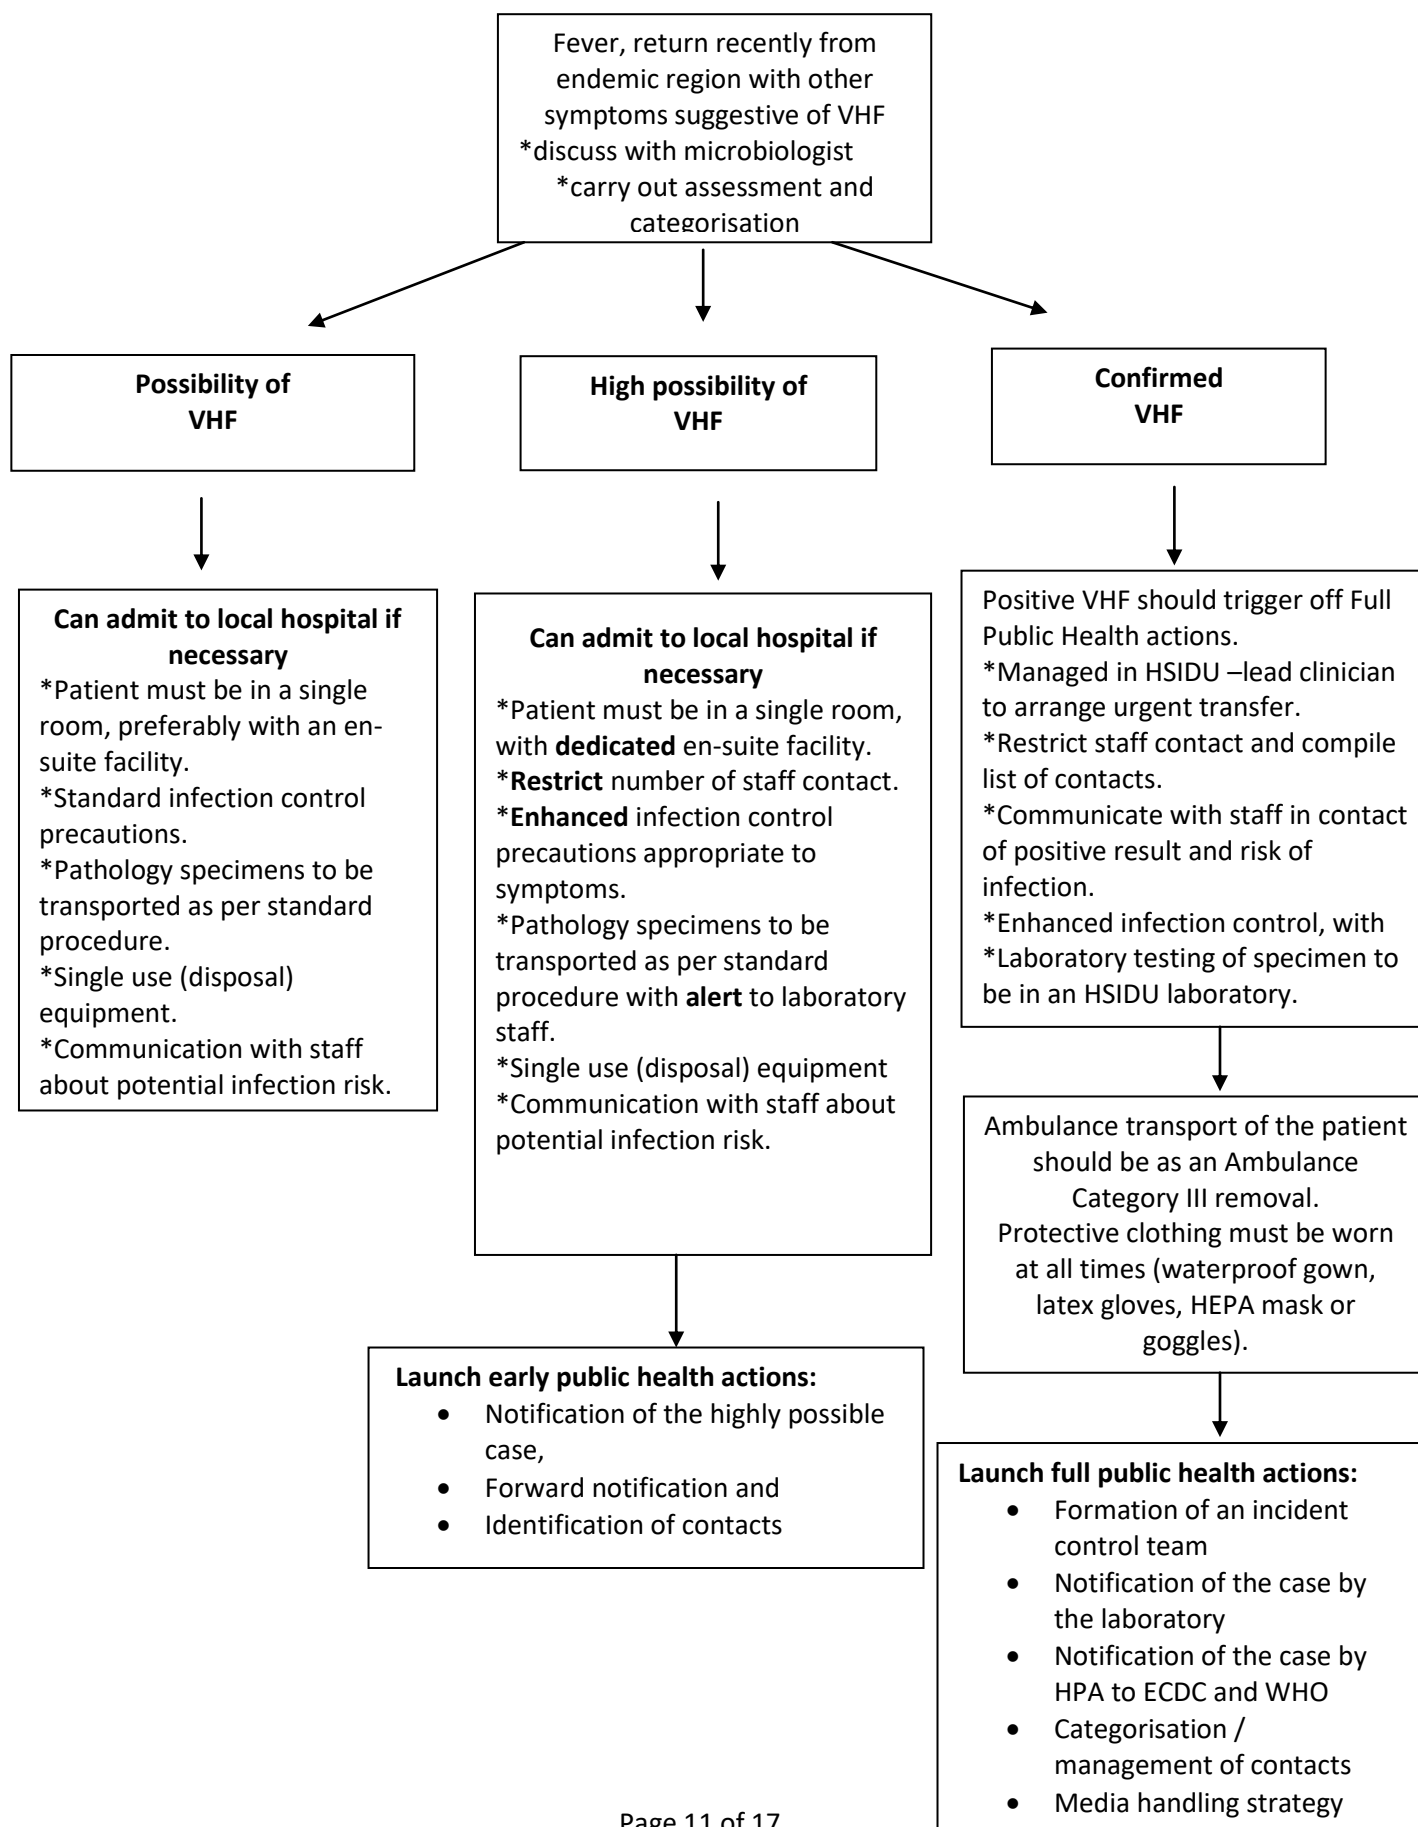 Fever, return recently from
endemic region with other
symptoms suggestive of VHF
*discuss with microbiologist
*carry out assessment and
categorisation
Possibility of
VHF
High possibility of
VHF
Confirmed
VHF
Can admit to local hospital if
necessary
*Patient must be in a single
room, preferably with an en-
suite facility.
*Standard infection control
precautions.
*Pathology specimens to be
transported as per standard
procedure.
*Single use (disposal)
equipment.
*Communication with staff
about potential infection risk.
Can admit to local hospital if
necessary
*Patient must be in a single room,
with dedicated en-suite facility.
*Restrict number of staff contact.
*Enhanced infection control
precautions appropriate to
symptoms.
*Pathology specimens to be
transported as per standard
procedure with alert to laboratory
staff.
*Single use (disposal) equipment
*Communication with staff about
potential infection risk.
Positive VHF should trigger off Full
Public Health actions.
*Managed in HSIDU –lead clinician
to arrange urgent transfer.
*Restrict staff contact and compile
list of contacts.
*Communicate with staff in contact
of positive result and risk of
infection.
*Enhanced infection control, with
*Laboratory testing of specimen to
be in an HSIDU laboratory.
Ambulance transport of the patient
should be as an Ambulance
Category III removal.
Protective clothing must be worn
at all times (waterproof gown,
latex gloves, HEPA mask or
goggles).
Launch early public health actions:
• Notification of the highly possible
case,
• Forward notification and
• Identification of contacts
Launch full public health actions:
• Formation of an incident
control team
• Notification of the case by
the laboratory
• Notification of the case by
HPA to ECDC and WHO
• Categorisation /
management of contacts
• Media handling strategy
Page 11 of 17